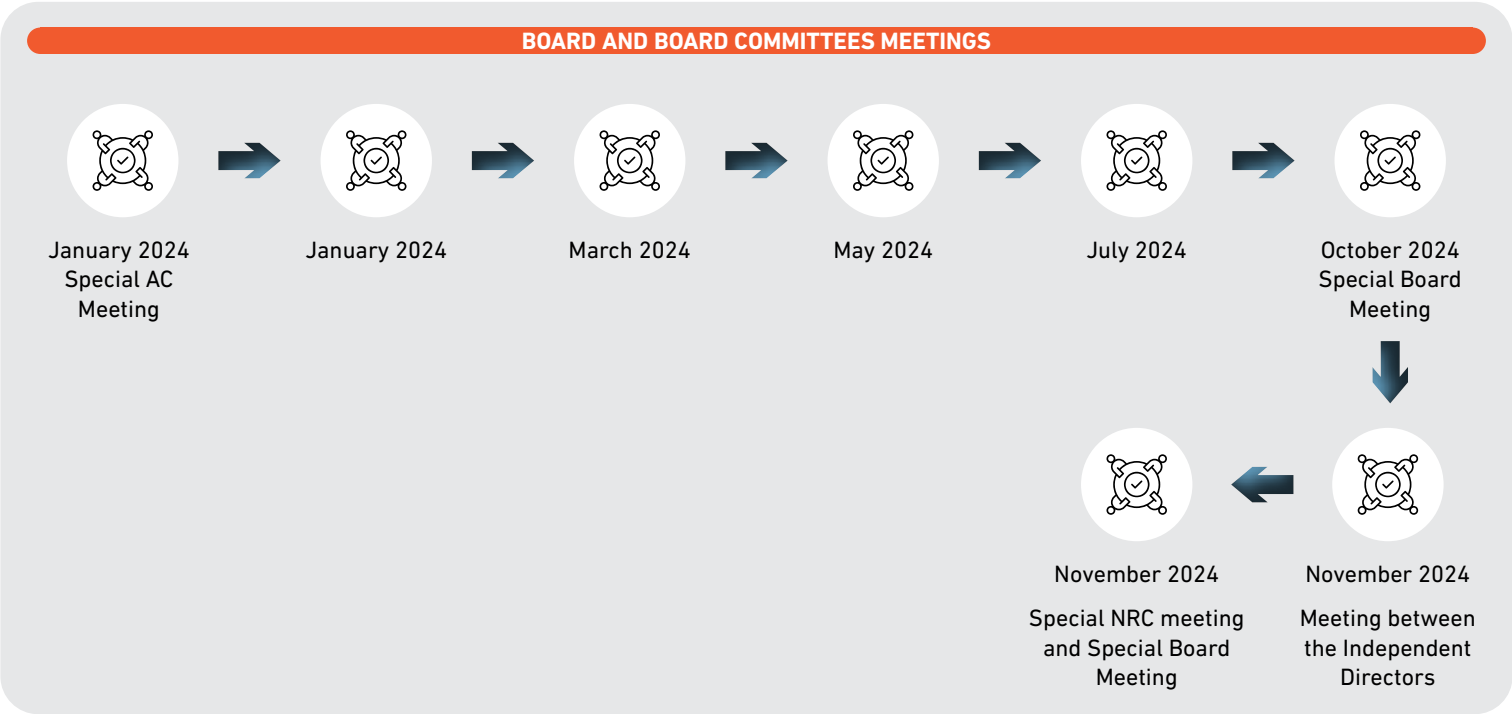 BOARD AND BOARD COMMITTEES MEETINGS
January 2024
Special AC
Meeting
January 2024
March 2024
May 2024
July 2024
October 2024
Special Board
Meeting
November 2024
Meeting between
the Independent
Directors
November 2024
Special NRC meeting
and Special Board
Meeting